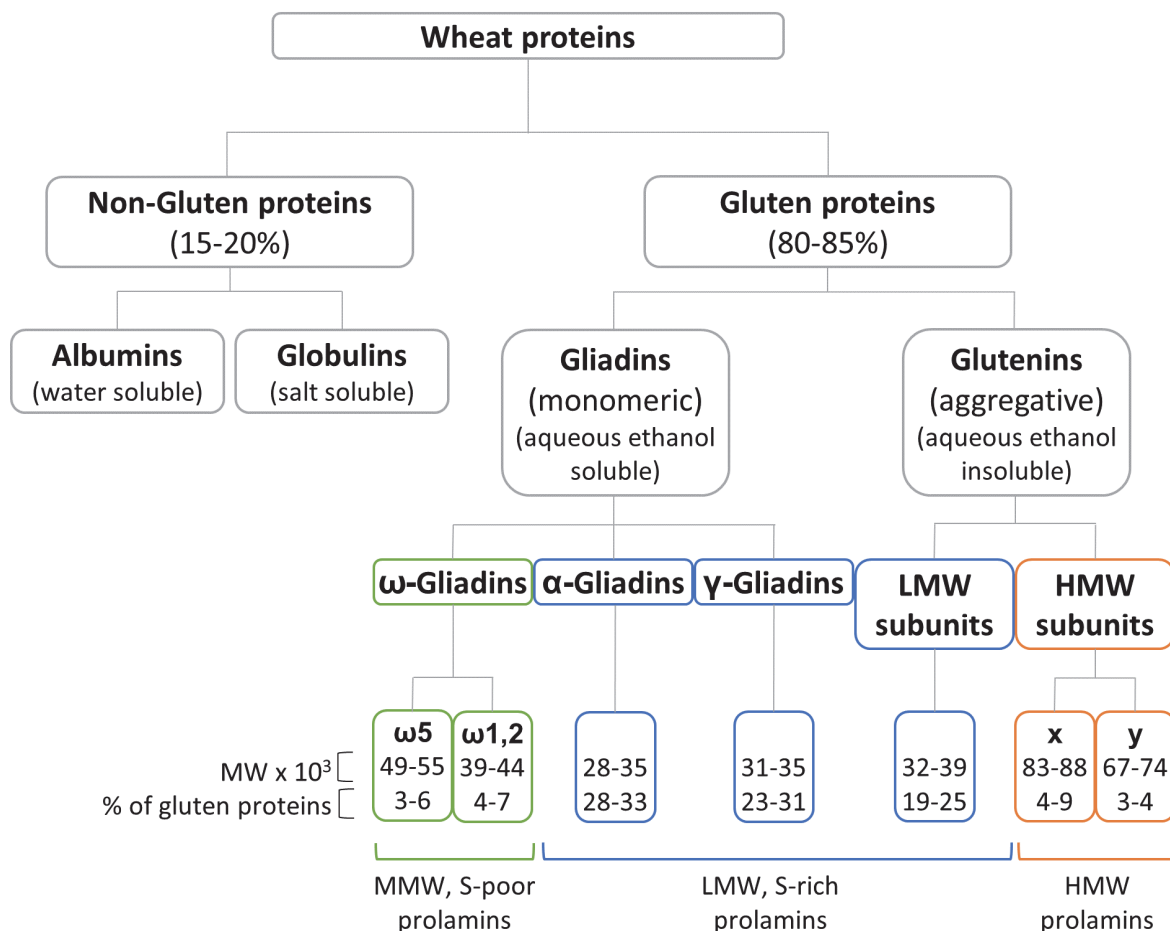 Wheat proteins
Non-Gluten proteins
(15-20%)
Gluten proteins
(80-85%)
Albumins
(water soluble)
Globulins
(salt soluble)
Gliadins
(monomeric)
(aqueous ethanol
soluble)
Glutenins
(aggregative)
(aqueous ethanol
insoluble)
ω-Gliadins
α-Gliadins
γ-Gliadins
LMW
subunits
HMW
subunits
ω5
ω1,2
x
y
MW x 10³
49-55
39-44
28-35
31-35
32-39
83-88
67-74
% of gluten proteins
3-6
4-7
28-33
23-31
19-25
4-9
3-4
MMW, S-poor
prolamins
LMW, S-rich
prolamins
HMW
prolamins